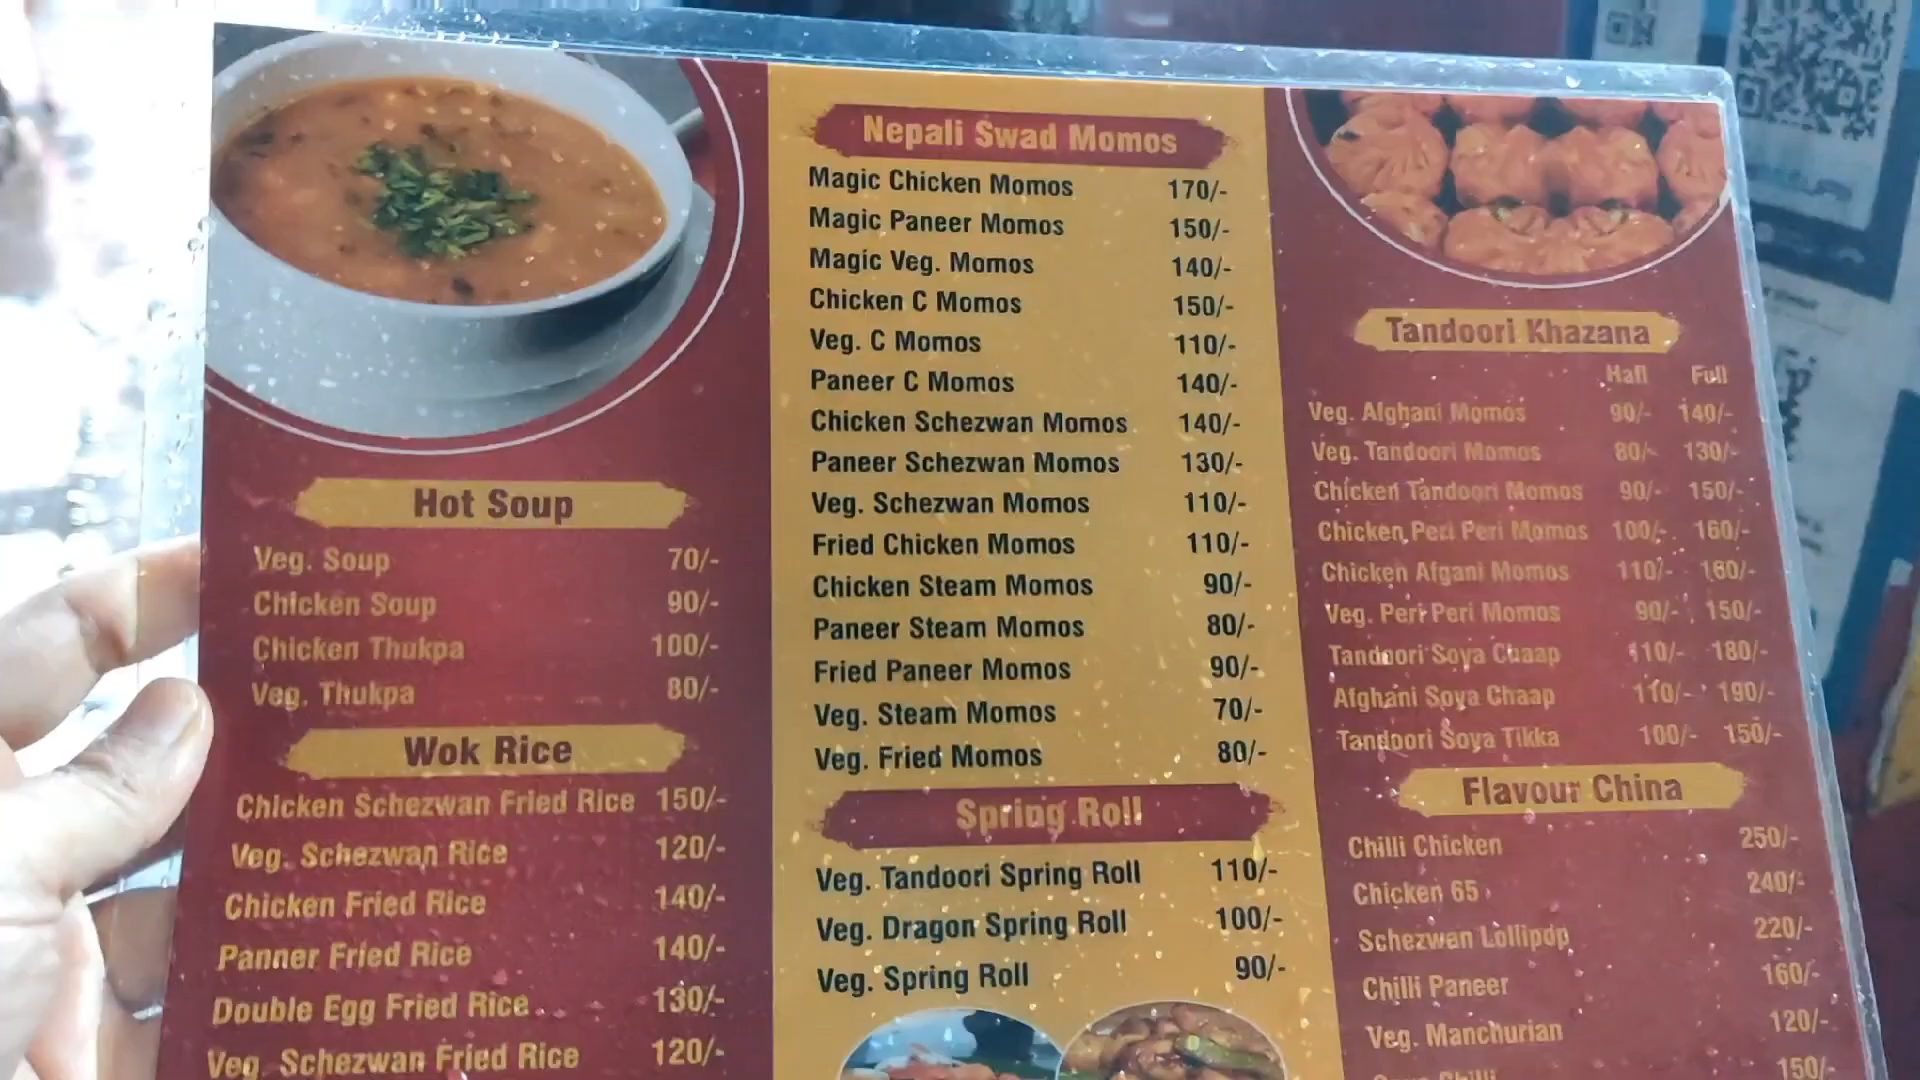 Hot Soup
Veg. Soup 70/-
Chicken Soup 90/-
Chicken Thukpa 100/-
Veg. Thukpa 80/-
Wok Rice
Chicken Schezwan Fried Rice 150/-
Veg. Schezwan Rice 120/-
Chicken Fried Rice 140/-
Panner Fried Rice 140/-
Double Egg Fried Rice 130/-
Veg. Schezwan Fried Rice 120/-
Nepali Swad Momos
Magic Chicken Momos 170/-
Magic Paneer Momos 150/-
Magic Veg. Momos 140/-
Chicken C Momos 150/-
Veg. C Momos 110/-
Paneer C Momos 140/-
Chicken Schezwan Momos 140/-
Paneer Schezwan Momos 130/-
Veg. Schezwan Momos 110/-
Fried Chicken Momos 110/-
Chicken Steam Momos 90/-
Paneer Steam Momos 80/-
Fried Paneer Momos 90/-
Veg. Steam Momos 70/-
Veg. Fried Momos 80/-
Spring Roll
Veg. Tandoori Spring Roll 110/-
Veg. Dragon Spring Roll 100/-
Veg. Spring Roll 90/-
Tandoori Khazana
Half Full
Veg. Afghani Momos 90/- 140/-
Veg. Tandoori Momos 80/- 130/-
Chicken Tandoori Momos 90/- 150/-
Chicken Peri Peri Momos 100/- 160/-
Chicken Afgani Momos 110/- 160/-
Veg. Peri Peri Momos 90/- 150/-
Tandoori Soya Chaap 110/- 180/-
Afghani Soya Chaap 110/- 190/-
Tandoori Soya Tikka 100/- 150/-
Flavour China
Chilli Chicken 250/-
Chicken 65 240/-
Schezwan Lollipop 220/-
Chilli Paneer 160/-
Veg. Manchurian 120/-
150/-